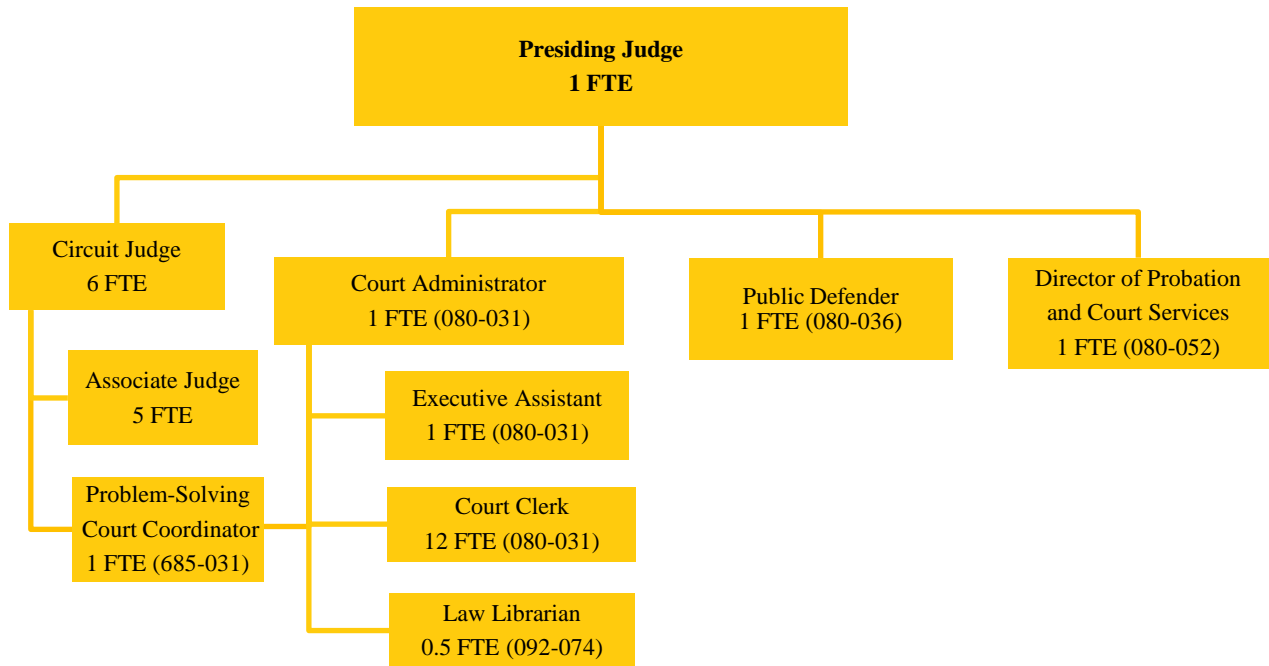 Presiding Judge
1 FTE
Circuit Judge
6 FTE
Court Administrator
1 FTE (080-031)
Public Defender
1 FTE (080-036)
Director of Probation
and Court Services
1 FTE (080-052)
Associate Judge
5 FTE
Executive Assistant
1 FTE (080-031)
Problem-Solving
Court Coordinator
1 FTE (685-031)
Court Clerk
12 FTE (080-031)
Law Librarian
0.5 FTE (092-074)